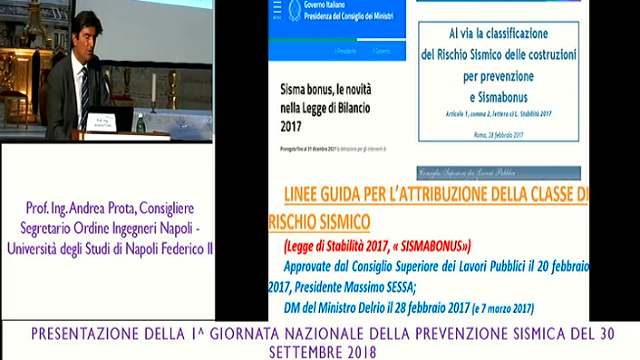 Governo Italiano
Presidenza del Consiglio dei Ministri
Il Presidente
Il Governo
Sisma bonus, le novità
nella Legge di Bilancio
2017
Al via la classificazione
del Rischio Sismico delle costruzioni
per prevenzione
e Sismabonus
Articolo 1, comma 2, lettera c) L. Stabilità 2017
Roma, 28 febbraio 2017
Consiglio Superiore dei Lavori Pubblici
LINEE GUIDA PER L’ATTRIBUZIONE DELLA CLASSE DI
RISCHIO SISMICO
(Legge di Stabilità 2017, « SISMABONUS»)
Approvate dal Consiglio Superiore dei Lavori Pubblici il 20 febbraio
2017, Presidente Massimo SESSA;
DM del Ministro Delrio il 28 febbraio 2017 (e 7 marzo 2017)
Prof. Ing. Andrea Prota, Consigliere
Segretario Ordine Ingegneri Napoli -
Università degli Studi di Napoli Federico II
PRESENTAZIONE DELLA 1^ GIORNATA NAZIONALE DELLA PREVENZIONE SISMICA DEL 30
SETTEMBRE 2018